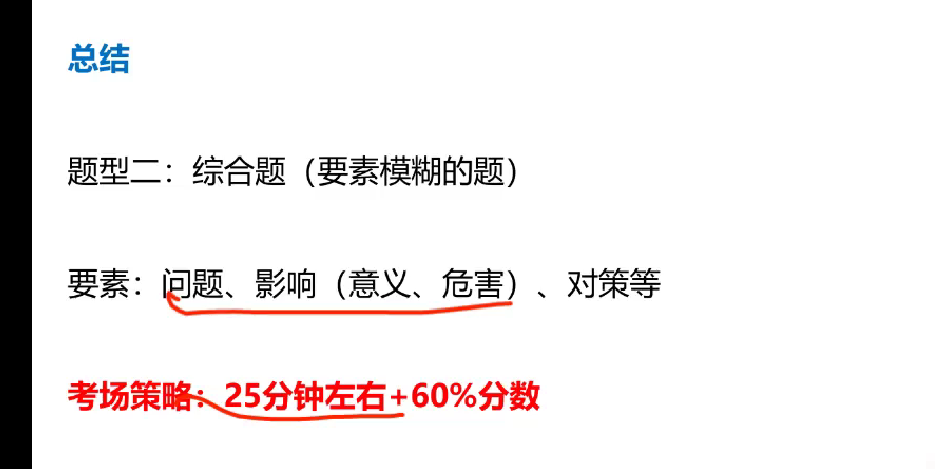 总结
题型二：综合题（要素模糊的题）
要素：问题、影响（意义、危害）、对策等
考场策略：25分钟左右+60%分数